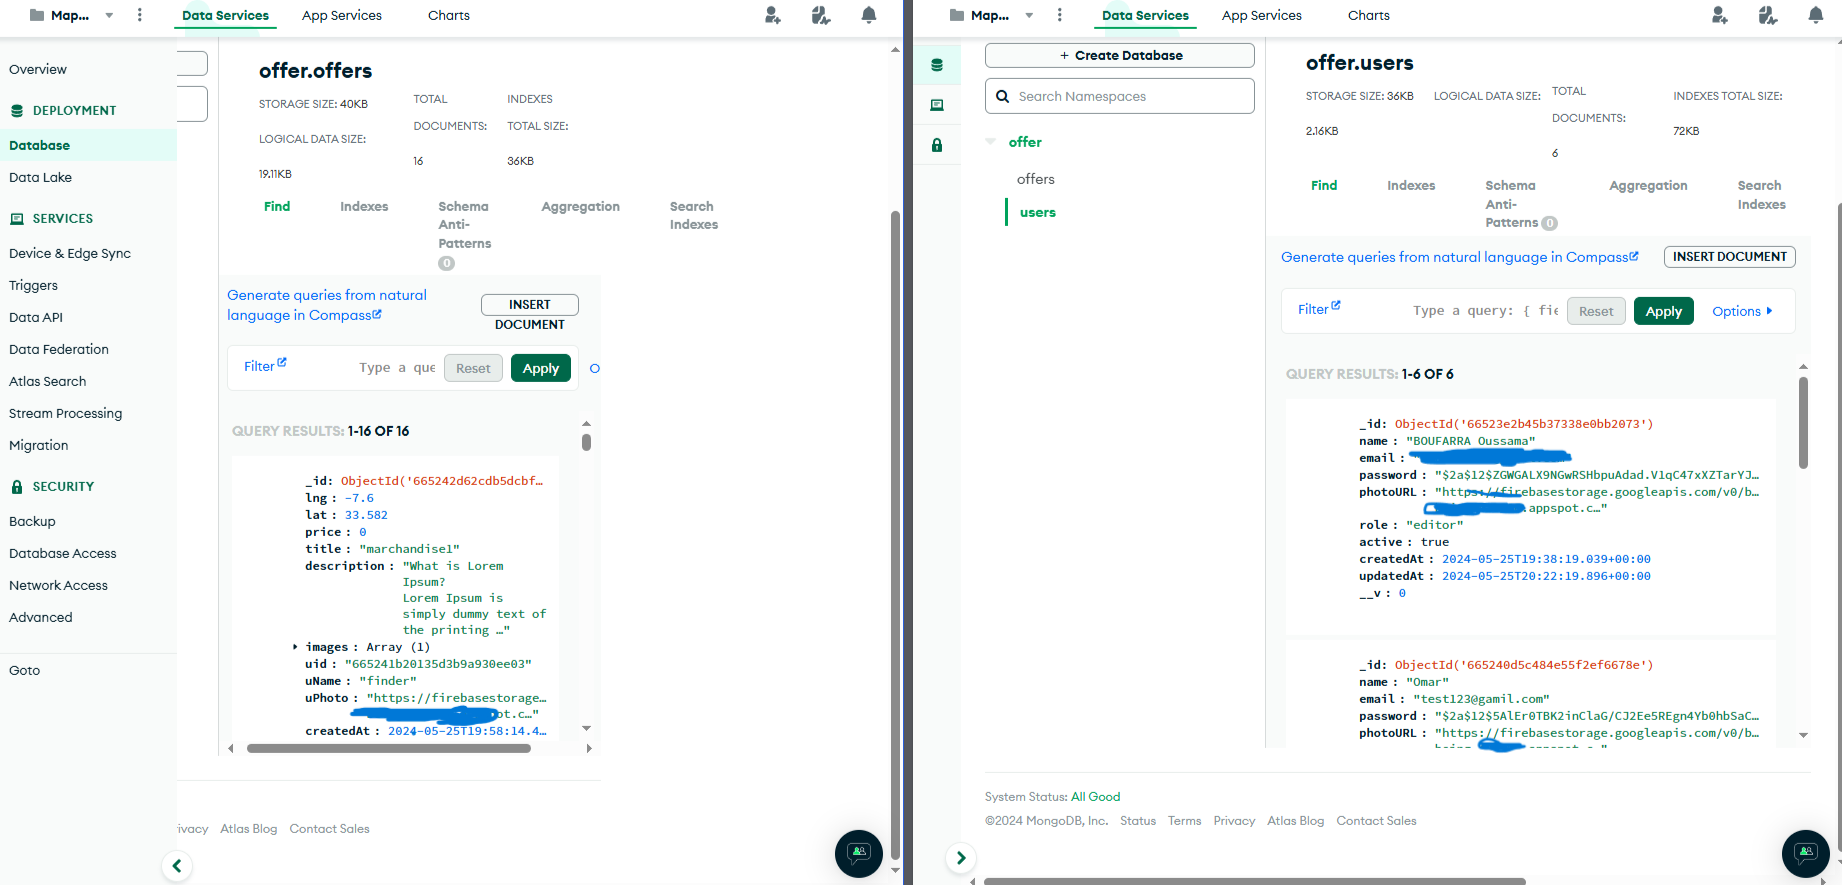 Map...
Data Services
App Services
Charts
Overview
DEPLOYMENT
Database
Data Lake
SERVICES
Device & Edge Sync
Triggers
Data API
Data Federation
Atlas Search
Stream Processing
Migration
SECURITY
Backup
Database Access
Network Access
Advanced
Goto
offer.offers
STORAGE SIZE: 40KB
LOGICAL DATA SIZE:
19.11KB
TOTAL
DOCUMENTS:
16
INDEXES
TOTAL SIZE:
36KB
Find
Indexes
Schema
Anti-
Patterns
0
Aggregation
Search
Indexes
Generate queries from natural
language in Compass
INSERT
DOCUMENT
Filter
Type a que
Reset
Apply
O
QUERY RESULTS: 1-16 OF 16
_id: ObjectId('665242d62cdb5dcbf…
lng : -7.6
lat : 33.582
price : 0
title : "marchandise1"
description : "What is Lorem
Ipsum?
Lorem Ipsum is
simply dummy text of
the printing …"
images : Array (1)
uid : "665241b20135d3b9a930ee03"
uName : "finder"
uPhoto : "https://firebasestorage…
ot.c…"
createdAt : 2024-05-25T19:58:14.4…
ivacy
Atlas Blog
Contact Sales
Map...
Data Services
App Services
Charts
+ Create Database
Search Namespaces
offer
offers
users
offer.users
STORAGE SIZE: 36KB
LOGICAL DATA SIZE:
2.16KB
TOTAL
DOCUMENTS:
6
INDEXES TOTAL SIZE:
72KB
Find
Indexes
Schema
Anti-
Patterns 0
Aggregation
Search
Indexes
Generate queries from natural language in Compass
INSERT DOCUMENT
Filter
Type a query: { fie
Reset
Apply
Options
QUERY RESULTS: 1-6 OF 6
_id: ObjectId('66523e2b45b37338e0bb2073')
name : "BOUFARRA Oussama"
email :
password : "$2a$12$ZGWGALX9NGwRSHbpuAdad.V1qC47xXZTarYJ…
photoURL : "https://firebasestorage.googleapis.com/v0/b…
.appspot.c…"
role : "editor"
active : true
createdAt : 2024-05-25T19:38:19.039+00:00
updatedAt : 2024-05-25T20:22:19.896+00:00
__v : 0
_id: ObjectId('665240d5c484e55f2ef6678e')
name : "Omar"
email : "test123@gamil.com"
password : "$2a$12$5AlEr0TBK2inClaG/CJ2Ee5REgn4Yb0hbSaC…
photoURL : "https://firebasestorage.googleapis.com/v0/b…
System Status: All Good
©2024 MongoDB, Inc.
Status
Terms
Privacy
Atlas Blog
Contact Sales